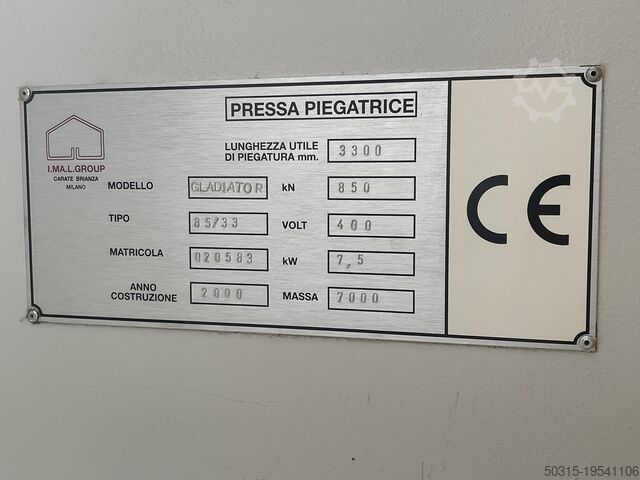 PRESSA PIEGATRICE
I.MA.L.GROUP
CARATE BRIANZA
MILANO
LUNGHEZZA UTILE
DI PIEGATURA mm. 3300
MODELLO GLADIATOR kN 850
TIPO 85/33 VOLT 400
MATRICOLA 020583 kW 7,5
ANNO
COSTRUZIONE 2000 MASSA 7000
CE
50315-19541106